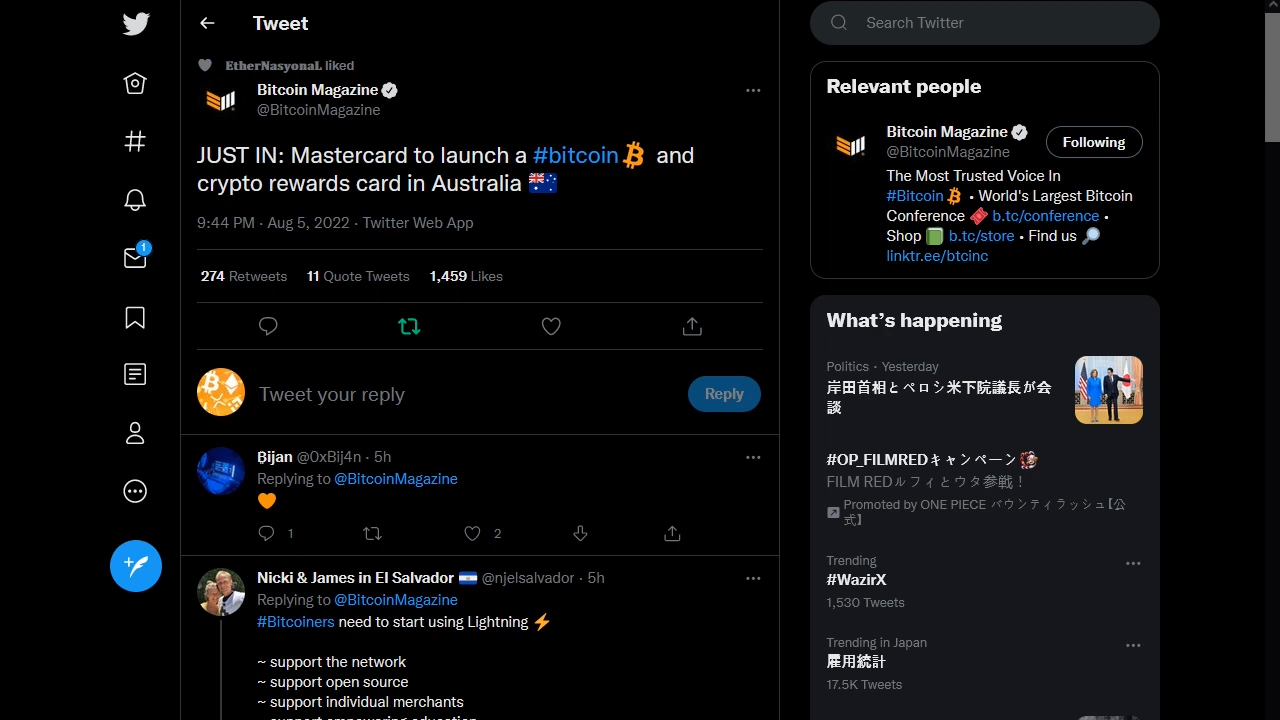 Tweet
EtherNasyonaL liked
Bitcoin Magazine
@BitcoinMagazine
JUST IN: Mastercard to launch a #bitcoin and
crypto rewards card in Australia 🇦🇺
9:44 PM · Aug 5, 2022 · Twitter Web App
274 Retweets 11 Quote Tweets 1,459 Likes
Tweet your reply
Reply
Bijan @0xBij4n · 5h
Replying to @BitcoinMagazine
🧡
1 2
Nicki & James in El Salvador 🇸🇻 @njelsalvador · 5h
Replying to @BitcoinMagazine
#Bitcoiners need to start using Lightning ⚡
~ support the network
~ support open source
~ support individual merchants
~ support empowering education
1
Search Twitter
Relevant people
Bitcoin Magazine
@BitcoinMagazine
Following
The Most Trusted Voice In
#Bitcoin • World's Largest Bitcoin
Conference 🎟 b.tc/conference •
Shop 📗 b.tc/store • Find us 🔎
linktr.ee/btcinc
What's happening
Politics · Yesterday
岸田首相とペロシ米下院議長が会
談
#OP_FILMREDキャンペーン
FILM REDルフィとウタ参戦！
Promoted by ONE PIECE バウンティラッシュ【公
式】
Trending
#WazirX
1,530 Tweets
Trending in Japan
雇用統計
17.5K Tweets